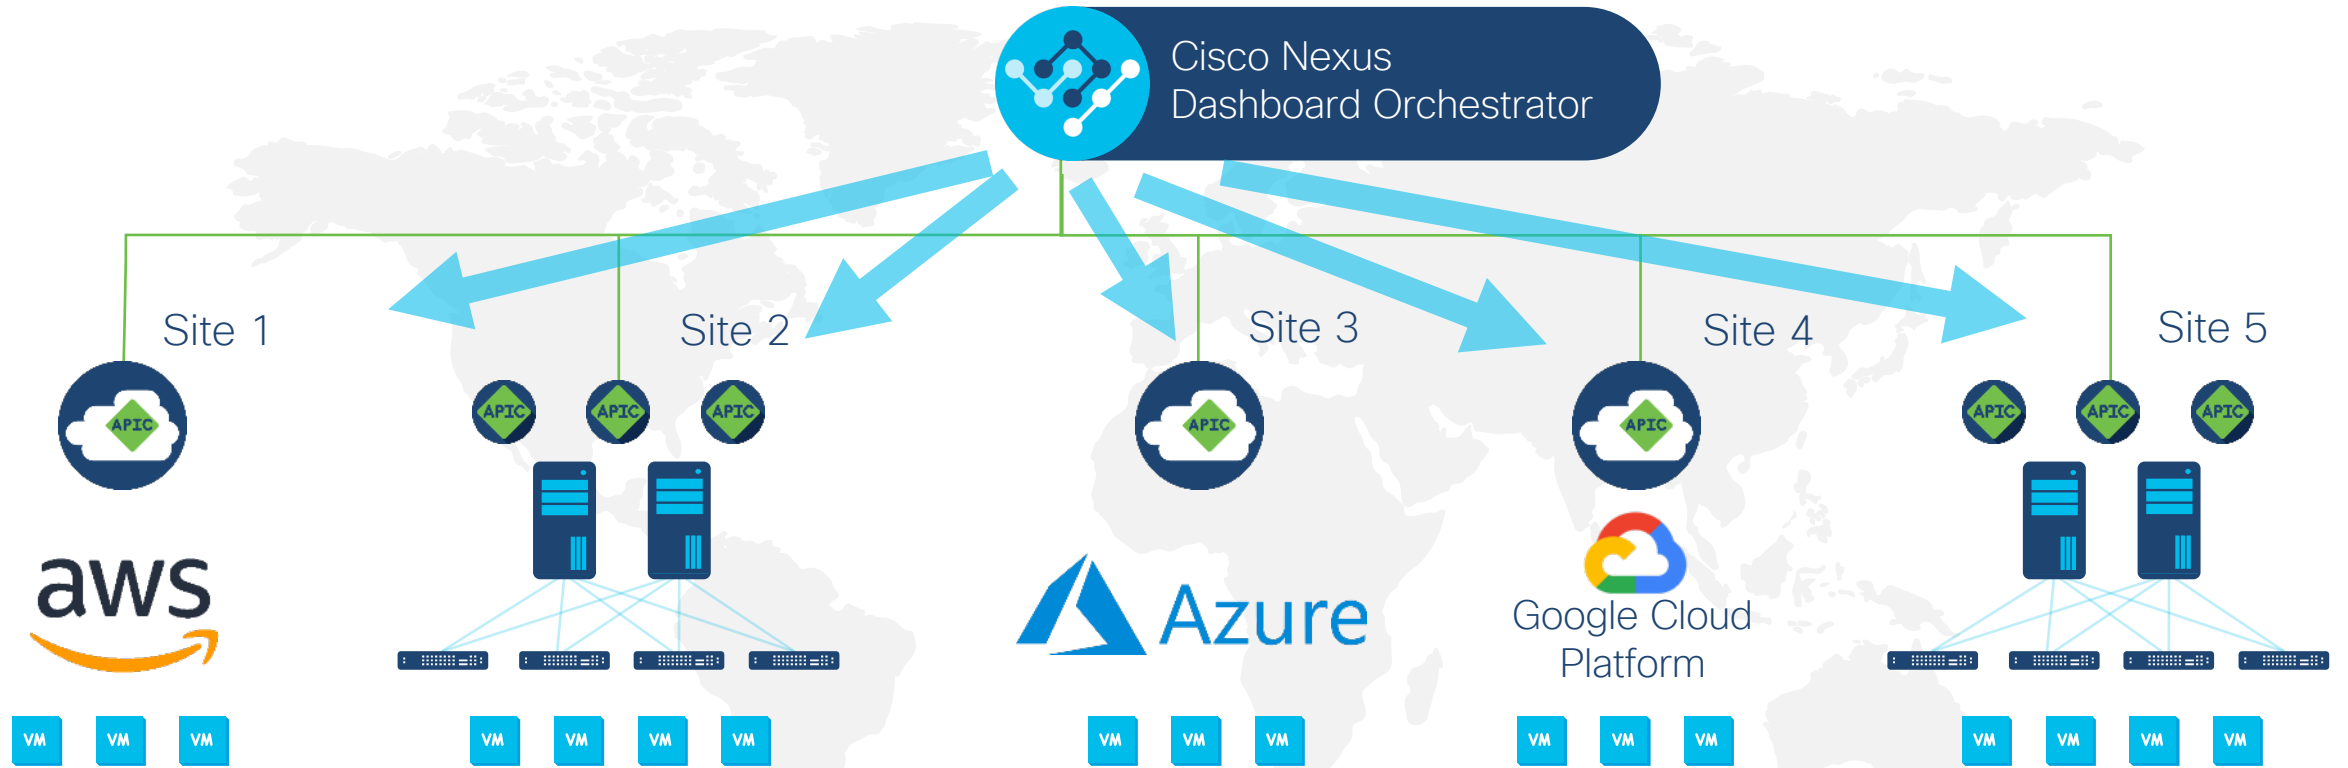 Cisco Nexus
Dashboard Orchestrator
Site 1
Site 2
Site 3
Site 4
Site 5
APIC
APIC APIC APIC
APIC
APIC
APIC APIC APIC
aws
Azure
Google Cloud
Platform
VM VM VM
VM VM VM VM
VM VM VM
VM VM VM
VM VM VM VM